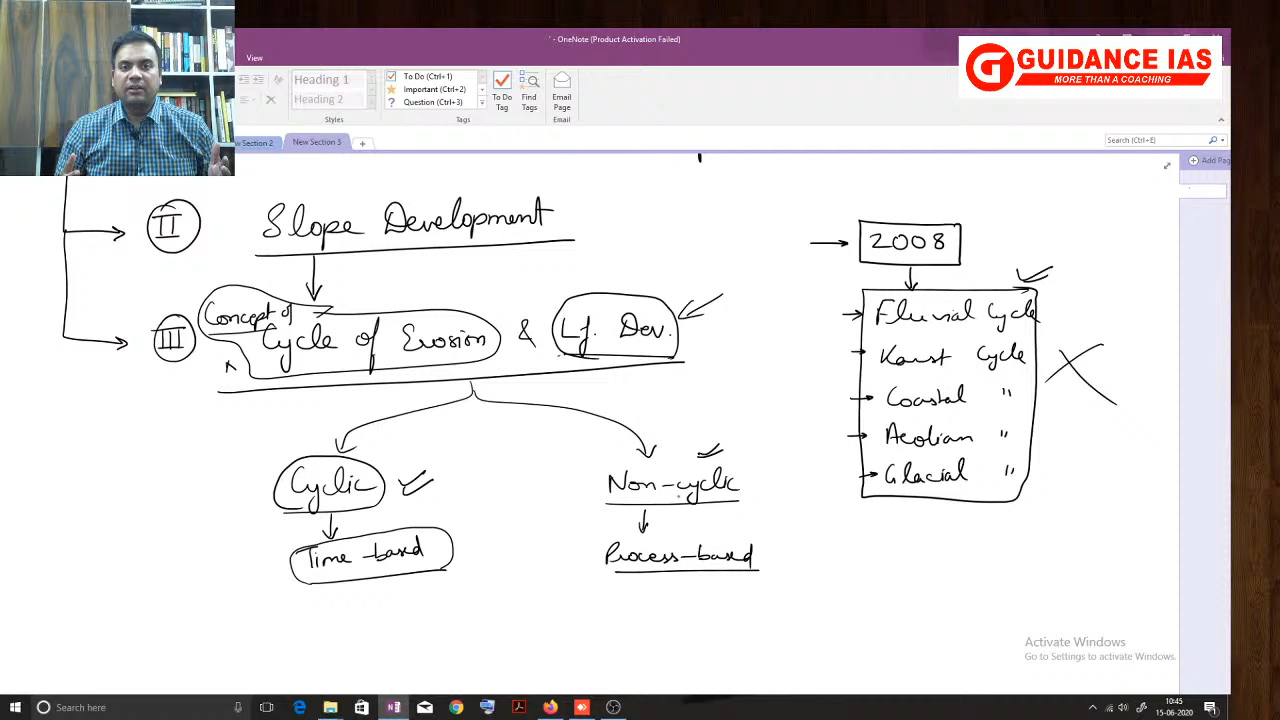 ' - OneNote (Product Activation Failed)
GUIDANCE IAS
MORE THAN A COACHING
View
Heading 1
Heading 2
To Do (Ctrl+1)
Important (Ctrl+2)
Question (Ctrl+3)
To Do Tag
Find Tags
Email Page
Styles
Tags
Email
w Section 2
New Section 3
Search (Ctrl+E)
Add Pag
II Slope Development
2008
III Concept of Cycle of Erosion & Lf. Dev.
Fluvial Cycle
Karst Cycle
Coastal "
Aeolian "
Glacial "
Cyclic
Non-cyclic
Time-based
Process-based
Activate Windows
Go to Settings to activate Windows.
Search here
10:45
15-06-2020